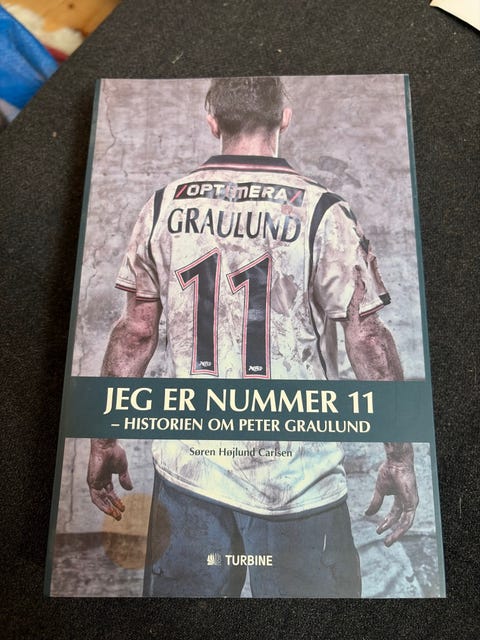 OPTIMERA
GRAULUND
11
JEG ER NUMMER 11
– HISTORIEN OM PETER GRAULUND
Søren Højlund Carlsen
TURBINE